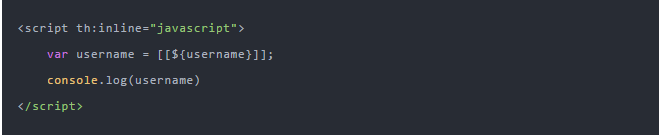 <script th:inline="javascript">
    var username = [[${username}]];
    console.log(username)
</script>